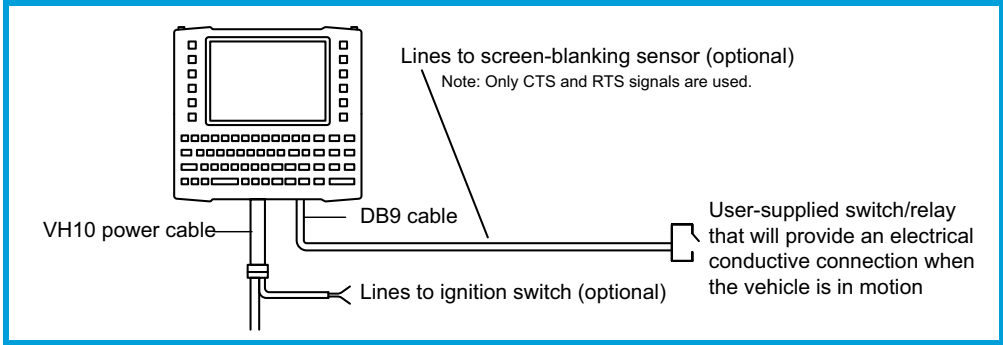 Lines to screen-blanking sensor (optional)
Note: Only CTS and RTS signals are used.
VH10 power cable
DB9 cable
User-supplied switch/relay
that will provide an electrical
conductive connection when
the vehicle is in motion
Lines to ignition switch (optional)